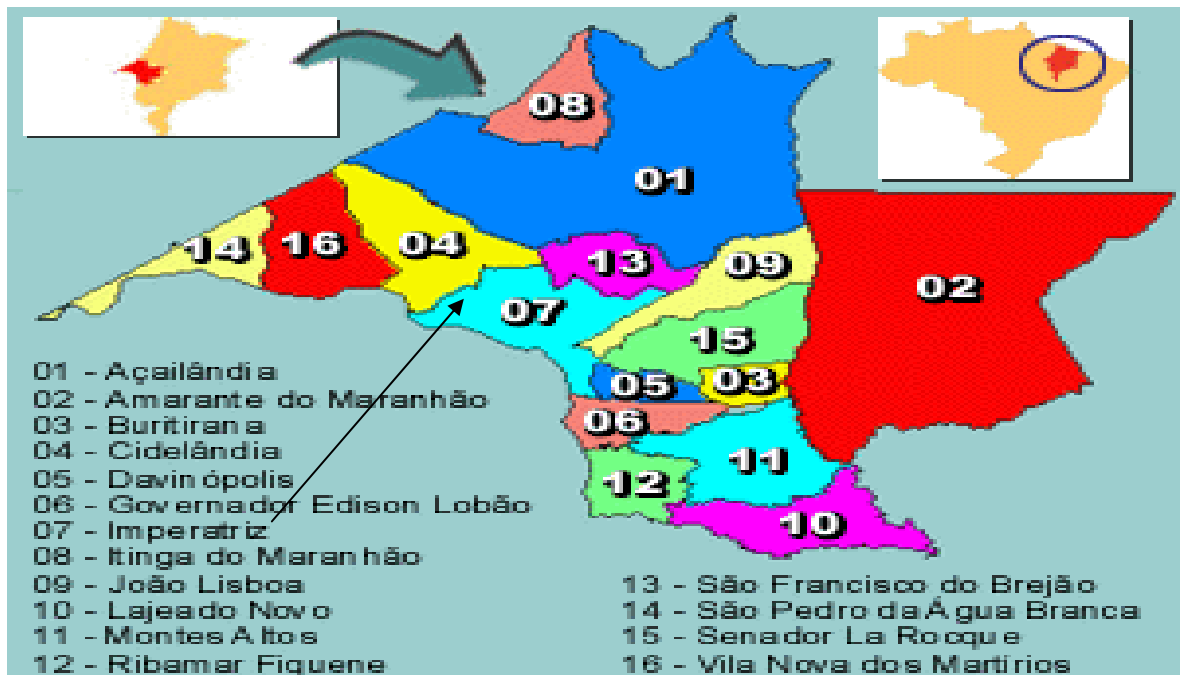 08
01
14
16
04
13
09
02
07
15
05
03
06
11
12
10
01 - Açailândia
02 - Amarante do Maranhão
03 - Buritirana
04 - Cidelândia
05 - Davinópolis
06 - Governador Edison Lobão
07 - Imperatriz
08 - Itinga do Maranhão
09 - João Lisboa
10 - Lajeado Novo
11 - Montes Altos
12 - Ribamar Fiquene
13 - São Francisco do Brejão
14 - São Pedro da Água Branca
15 - Senador La Rocque
16 - Vila Nova dos Martírios